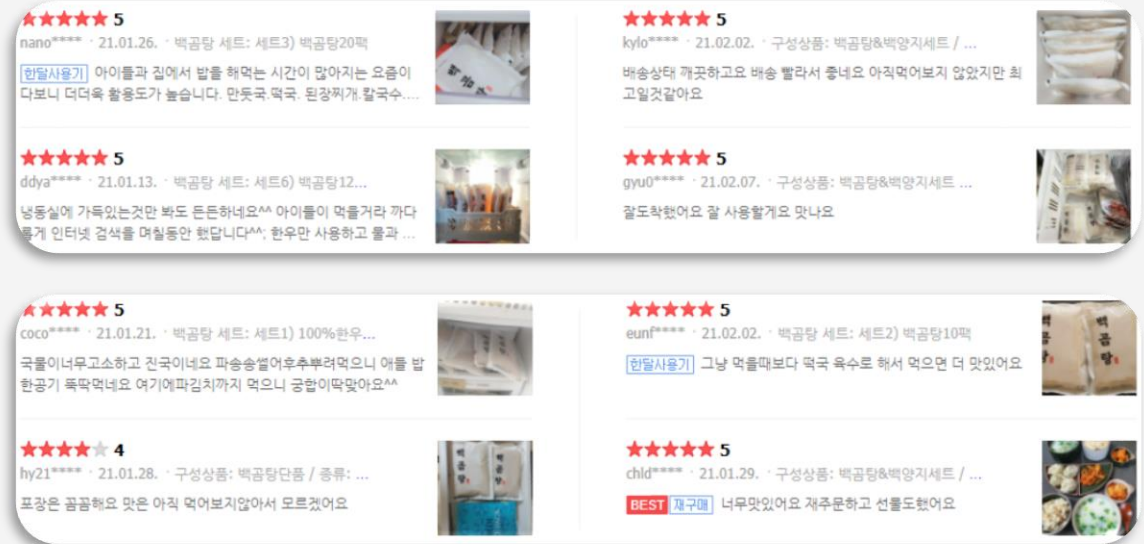 ★★★★★ 5
nano**** · 21.01.26. · 백곰탕 세트: 세트3) 백곰탕20팩
한달사용기 아이들과 집에서 밥을 해먹는 시간이 많아지는 요즘이
다보니 더더욱 활용도가 높습니다. 만둣국.떡국. 된장찌개.칼국수....
★★★★★ 5
kylo**** · 21.02.02. · 구성상품: 백곰탕&백양지세트 / ...
배송상태 깨끗하고요 배송 빨라서 좋네요 아직먹어보지 않았지만 최
고일것같아요
★★★★★ 5
ddya**** · 21.01.13. · 백곰탕 세트: 세트6) 백곰탕12...
냉동실에 가득있는것만 봐도 든든하네요^^ 아이들이 먹을거라 까다
롭게 인터넷 검색을 며칠동안 했답니다^^; 한우만 사용하고 물과 ...
★★★★★ 5
gyu0**** · 21.02.07. · 구성상품: 백곰탕&백양지세트 ...
잘도착했어요 잘 사용할게요 맛나요
★★★★★ 5
coco**** · 21.01.21. · 백곰탕 세트: 세트1) 100%한우...
국물이너무고소하고 진국이네요 파송송썰어후추뿌려먹으니 애들 밥
한공기 뚝딱먹네요 여기에파김치까지 먹으니 궁합이딱맞아요^^
★★★★★ 5
eunf**** · 21.02.02. · 백곰탕 세트: 세트2) 백곰탕10팩
한달사용기 그냥 먹을때보다 떡국 육수로 해서 먹으면 더 맛있어요
백곰탕
백곰탕
★★★★★ 4
hy21**** · 21.01.28. · 구성상품: 백곰탕단품 / 종류: ...
포장은 꼼꼼해요 맛은 아직 먹어보지않아서 모르겠어요
백곰탕
백곰탕
★★★★★ 5
chld**** · 21.01.29. · 구성상품: 백곰탕&백양지세트 / ...
BEST 재구매 너무맛있어요 재주문하고 선물도했어요